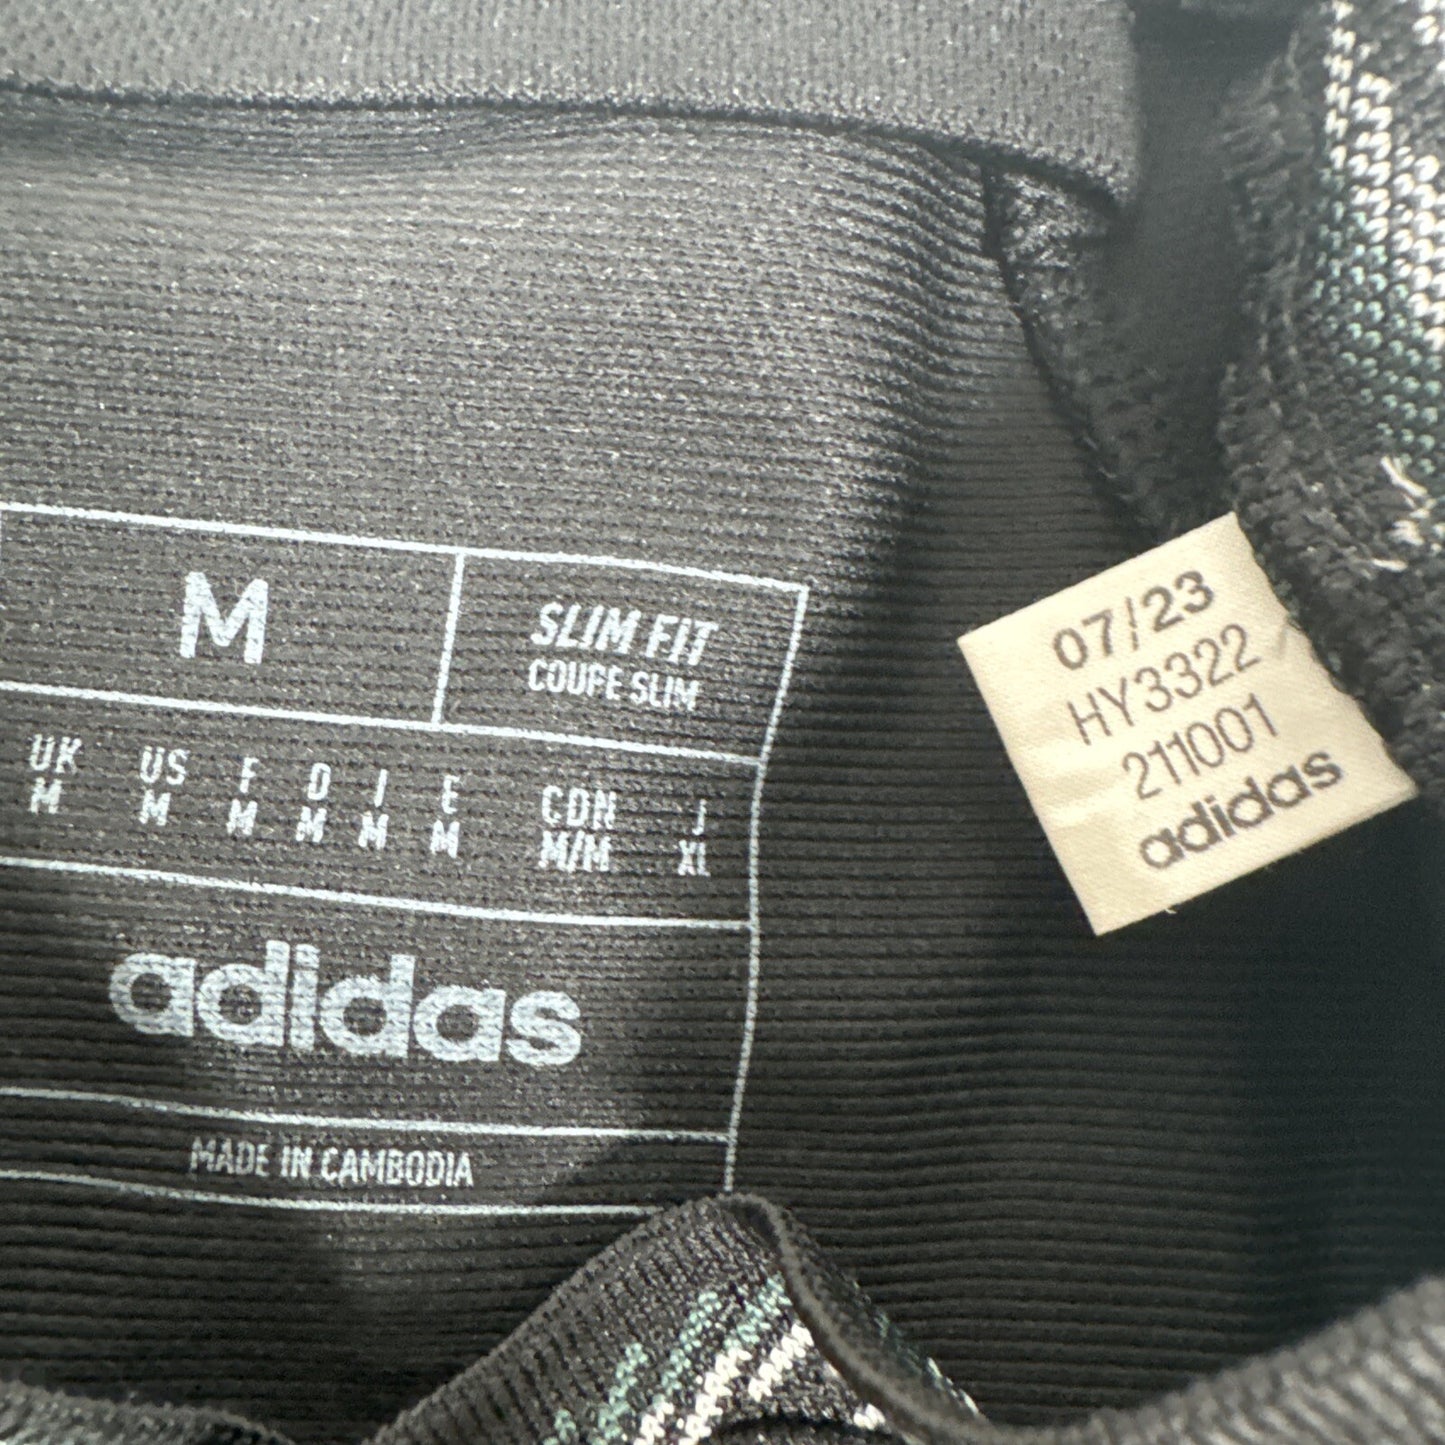 M
SLIM FIT
COUPE SLIM
UK US F D I E CDN J
M M M M M M M/M XL
adidas
MADE IN CAMBODIA
07/23
HY3322
211001
adidas